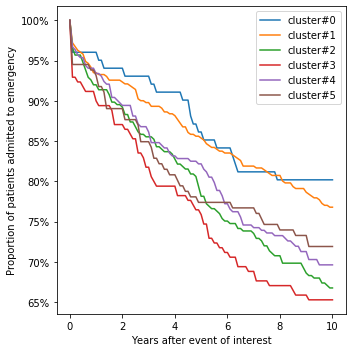 100%
95%
90%
85%
80%
75%
70%
65%
Proportion of patients admitted to emergency
cluster#0
cluster#1
cluster#2
cluster#3
cluster#4
cluster#5
0
2
4
6
8
10
Years after event of interest